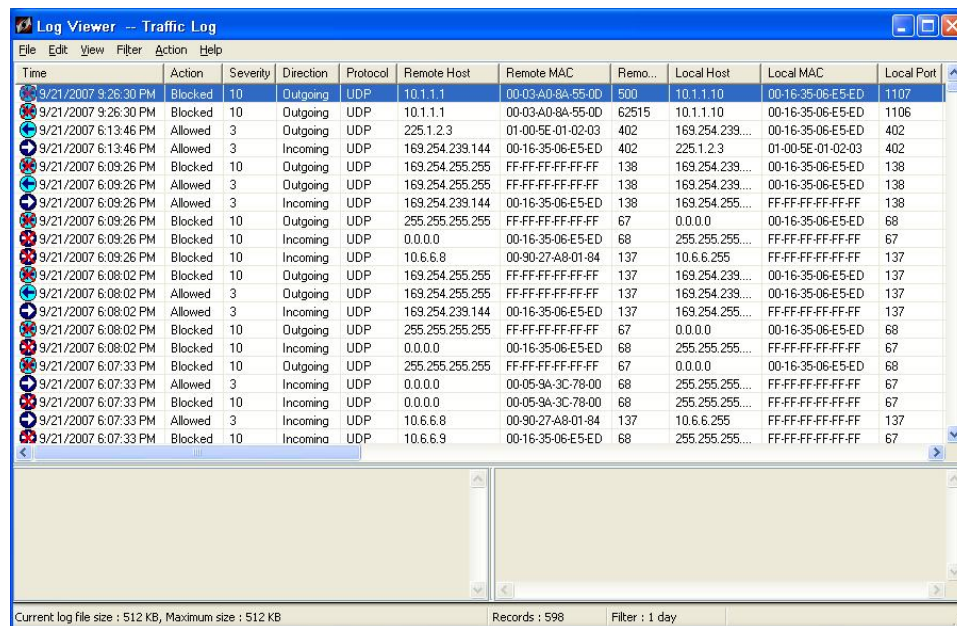 Log Viewer -- Traffic Log
File Edit View Filter Action Help
Time Action Severity Direction Protocol Remote Host Remote MAC Remo... Local Host Local MAC Local Port
9/21/2007 9:26:30 PM Blocked 10 Outgoing UDP 10.1.1.1 00-03-A0-8A-55-0D 500 10.1.1.10 00-16-35-06-E5-ED 1107
9/21/2007 9:26:30 PM Blocked 10 Outgoing UDP 10.1.1.1 00-03-A0-8A-55-0D 62515 10.1.1.10 00-16-35-06-E5-ED 1106
9/21/2007 6:13:46 PM Allowed 3 Outgoing UDP 225.1.2.3 01-00-5E-01-02-03 402 169.254.239.... 00-16-35-06-E5-ED 402
9/21/2007 6:13:46 PM Allowed 3 Incoming UDP 169.254.239.144 00-16-35-06-E5-ED 402 225.1.2.3 01-00-5E-01-02-03 402
9/21/2007 6:09:26 PM Blocked 10 Outgoing UDP 169.254.255.255 FF-FF-FF-FF-FF-FF 138 169.254.239.... 00-16-35-06-E5-ED 138
9/21/2007 6:09:26 PM Allowed 3 Outgoing UDP 169.254.255.255 FF-FF-FF-FF-FF-FF 138 169.254.239.... 00-16-35-06-E5-ED 138
9/21/2007 6:09:26 PM Allowed 3 Incoming UDP 169.254.239.144 00-16-35-06-E5-ED 138 169.254.255.... FF-FF-FF-FF-FF-FF 138
9/21/2007 6:09:26 PM Blocked 10 Outgoing UDP 255.255.255.255 FF-FF-FF-FF-FF-FF 67 0.0.0.0 00-16-35-06-E5-ED 68
9/21/2007 6:09:26 PM Blocked 10 Incoming UDP 0.0.0.0 00-16-35-06-E5-ED 68 255.255.255.... FF-FF-FF-FF-FF-FF 67
9/21/2007 6:09:26 PM Blocked 10 Incoming UDP 10.6.6.8 00-90-27-A8-01-84 137 10.6.6.255 FF-FF-FF-FF-FF-FF 137
9/21/2007 6:08:02 PM Blocked 10 Outgoing UDP 169.254.255.255 FF-FF-FF-FF-FF-FF 137 169.254.239.... 00-16-35-06-E5-ED 137
9/21/2007 6:08:02 PM Allowed 3 Outgoing UDP 169.254.255.255 FF-FF-FF-FF-FF-FF 137 169.254.239.... 00-16-35-06-E5-ED 137
9/21/2007 6:08:02 PM Allowed 3 Incoming UDP 169.254.239.144 00-16-35-06-E5-ED 137 169.254.255.... FF-FF-FF-FF-FF-FF 137
9/21/2007 6:08:02 PM Blocked 10 Outgoing UDP 255.255.255.255 FF-FF-FF-FF-FF-FF 67 0.0.0.0 00-16-35-06-E5-ED 68
9/21/2007 6:08:02 PM Blocked 10 Incoming UDP 0.0.0.0 00-16-35-06-E5-ED 68 255.255.255.... FF-FF-FF-FF-FF-FF 67
9/21/2007 6:07:33 PM Blocked 10 Outgoing UDP 255.255.255.255 FF-FF-FF-FF-FF-FF 67 0.0.0.0 00-16-35-06-E5-ED 68
9/21/2007 6:07:33 PM Allowed 3 Incoming UDP 0.0.0.0 00-05-9A-3C-78-00 68 255.255.255.... FF-FF-FF-FF-FF-FF 67
9/21/2007 6:07:33 PM Blocked 10 Incoming UDP 0.0.0.0 00-05-9A-3C-78-00 68 255.255.255.... FF-FF-FF-FF-FF-FF 67
9/21/2007 6:07:33 PM Allowed 3 Incoming UDP 10.6.6.8 00-90-27-A8-01-84 137 10.6.6.255 FF-FF-FF-FF-FF-FF 137
9/21/2007 6:07:33 PM Blocked 10 Incoming UDP 10.6.6.9 00-16-35-06-E5-ED 68 255.255.255.... FF-FF-FF-FF-FF-FF 67
Current log file size : 512 KB, Maximum size : 512 KB Records : 598 Filter : 1 day